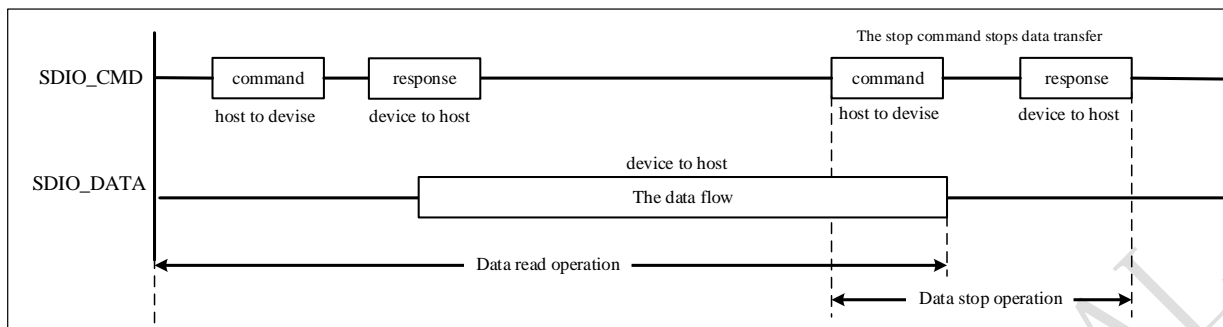 The stop command stops data transfer
SDIO_CMD
command
response
command
response
host to devise
device to host
host to devise
device to host
device to host
SDIO_DATA
The data flow
Data read operation
Data stop operation